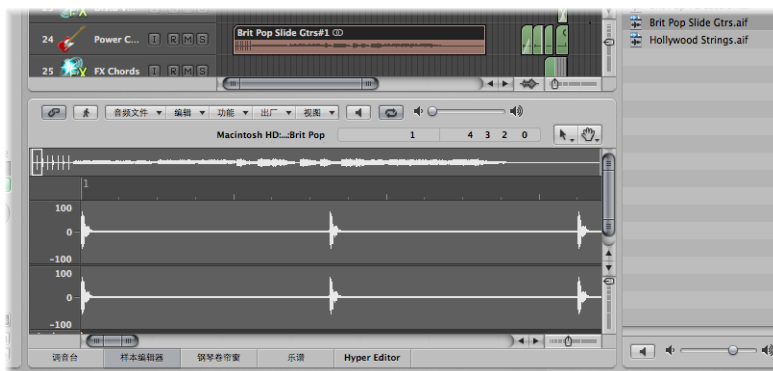 Brit Pop Slide Gtrs.aif
Hollywood Strings.aif
24 Power C... I R M S
Brit Pop Slide Gtrs#1
25 FX Chords I R M S
音频文件 编辑 功能 出厂 视图
Macintosh HD:...:Brit Pop 1 4 3 2 0
1
100
0
-100
100
0
-100
调音台 样本编辑器 钢琴卷帘窗 乐谱 Hyper Editor